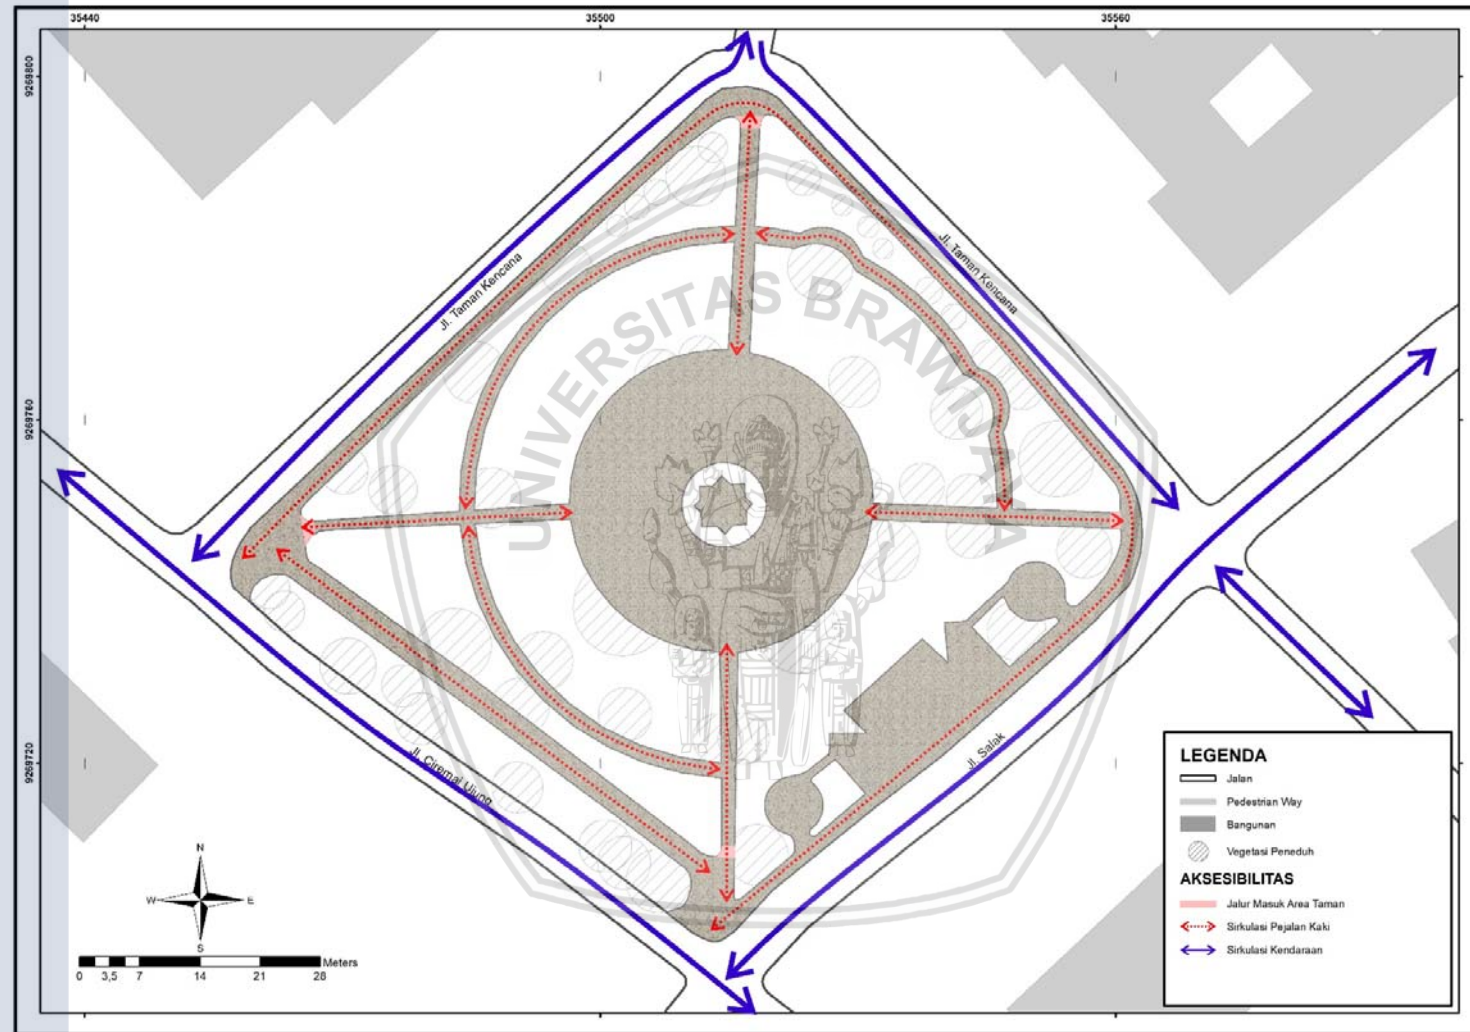 35440
35500
35560
9269800
9269760
9269720
Jl. Taman Kencana
Jl. Taman Kencana
UNIVERSITAS BRAWIJAYA
Jl. Ciremai Ujung
Jl. Salak
N
W
E
S
0
3,5
7
14
21
28
Meters
LEGENDA
Jalan
Pedestrian Way
Bangunan
Vegetasi Peneduh
AKSESIBILITAS
Jalur Masuk Area Taman
Sirkulasi Pejalan Kaki
Sirkulasi Kendaraan